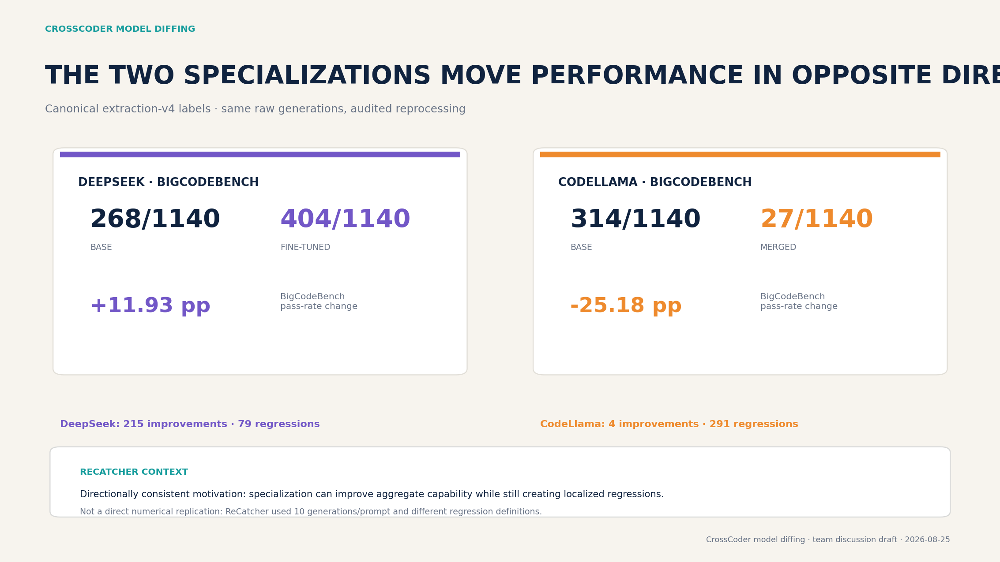 CROSSCODER MODEL DIFFING
THE TWO SPECIALIZATIONS MOVE PERFORMANCE IN OPPOSITE DIRE
Canonical extraction-v4 labels · same raw generations, audited reprocessing
DEEPSEEK · BIGCODEBENCH
268/1140
404/1140
BASE
FINE-TUNED
+11.93 pp
BigCodeBench
pass-rate change
CODELLAMA · BIGCODEBENCH
314/1140
27/1140
BASE
MERGED
-25.18 pp
BigCodeBench
pass-rate change
DeepSeek: 215 improvements · 79 regressions
CodeLlama: 4 improvements · 291 regressions
RECATCHER CONTEXT
Directionally consistent motivation: specialization can improve aggregate capability while still creating localized regressions.
Not a direct numerical replication: ReCatcher used 10 generations/prompt and different regression definitions.
CrossCoder model diffing · team discussion draft · 2026-08-25